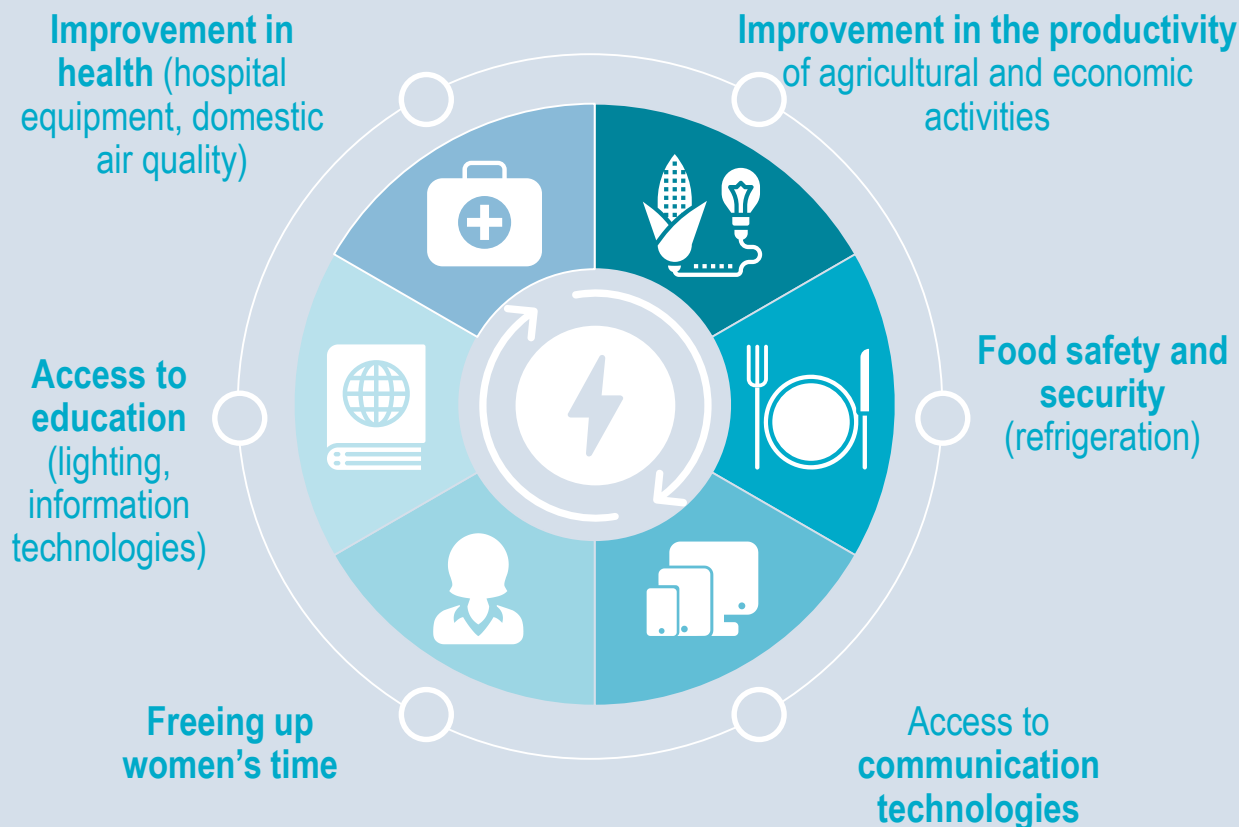 Improvement in
health (hospital
equipment, domestic
air quality)
Improvement in the productivity
of agricultural and economic
activities
Access to
education
(lighting,
information
technologies)
Food safety and
security
(refrigeration)
Freeing up
women’s time
Access to
communication
technologies